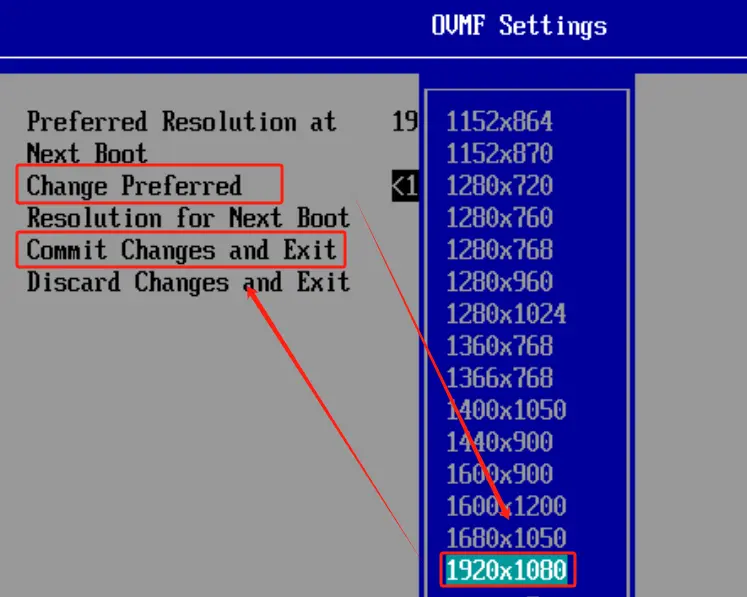 OVMF Settings
Preferred Resolution at 19
Next Boot
Change Preferred <1
Resolution for Next Boot
Commit Changes and Exit
Discard Changes and Exit
1152x864
1152x870
1280x720
1280x760
1280x768
1280x960
1280x1024
1360x768
1366x768
1400x1050
1440x900
1600x900
1600x1200
1680x1050
1920x1080